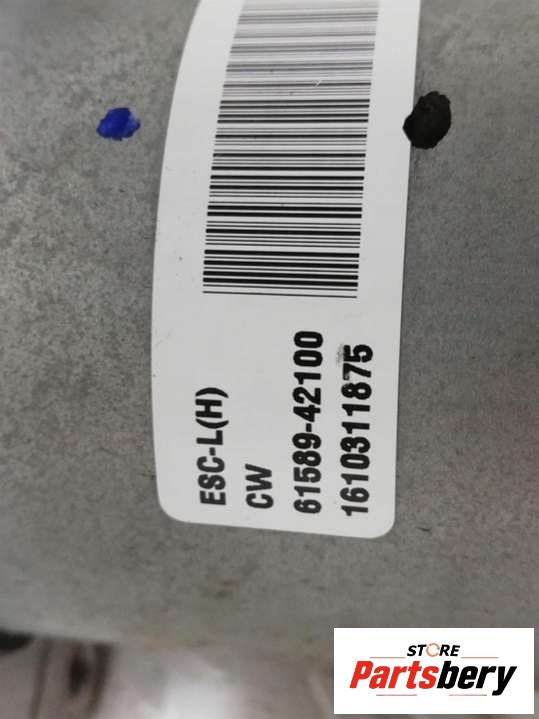 ESC-L(H)
CW
61589-42100
1610311875
STORE
Partsbery